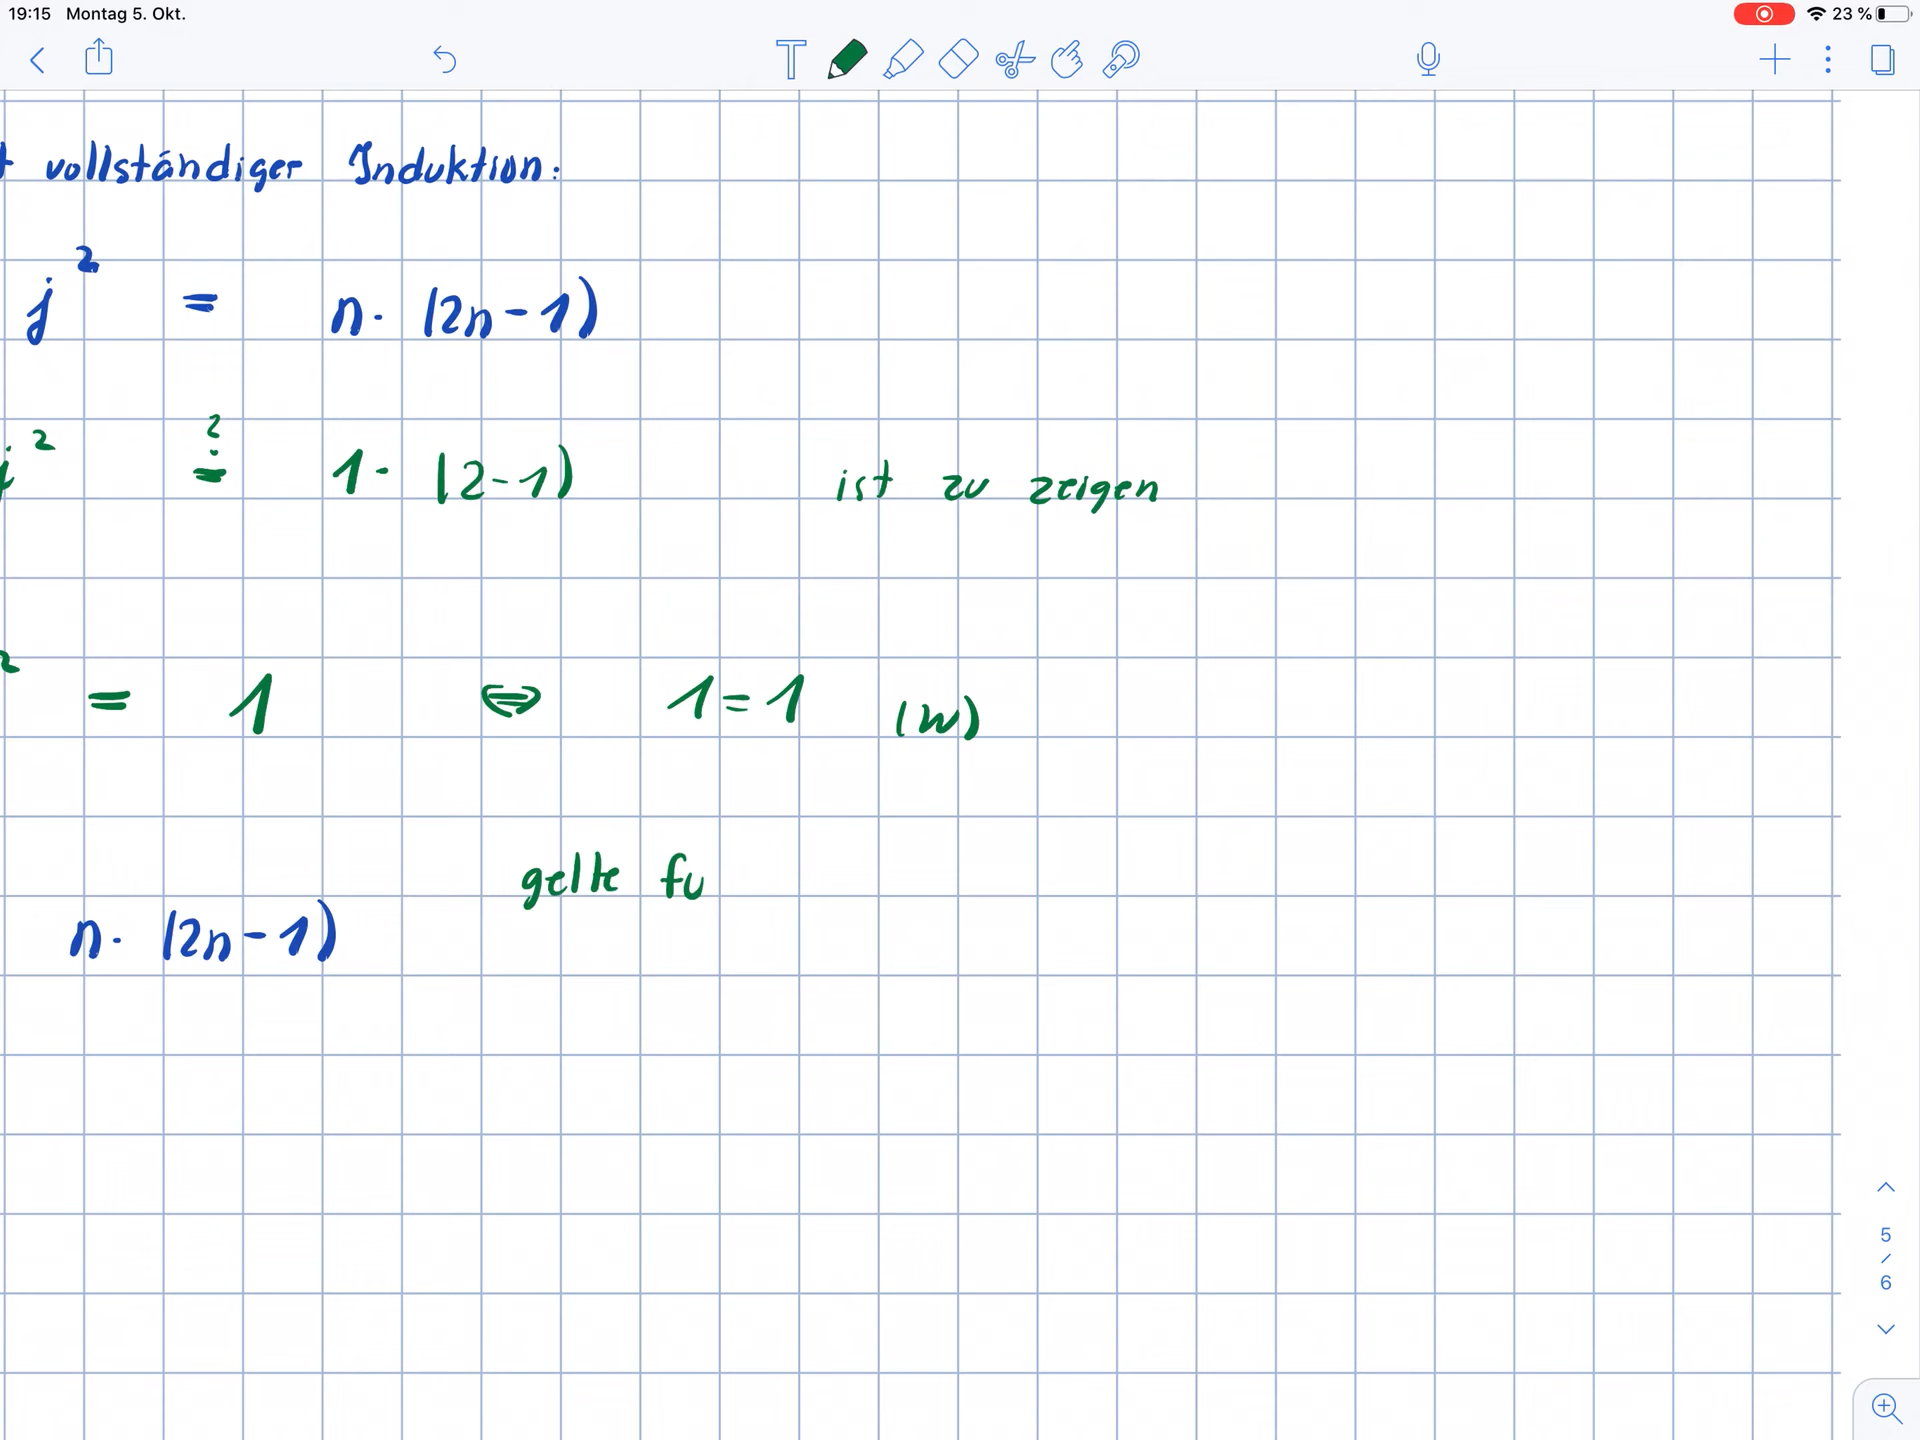 19:15 Montag 5. Okt. 23 %
t vollständiger Induktion:
j² = n · (2n - 1)
j² ≟ 1 · (2 - 1) ist zu zeigen
² = 1 ⇔ 1 = 1 (w)
gelte fu
n · (2n - 1)
5
/
6